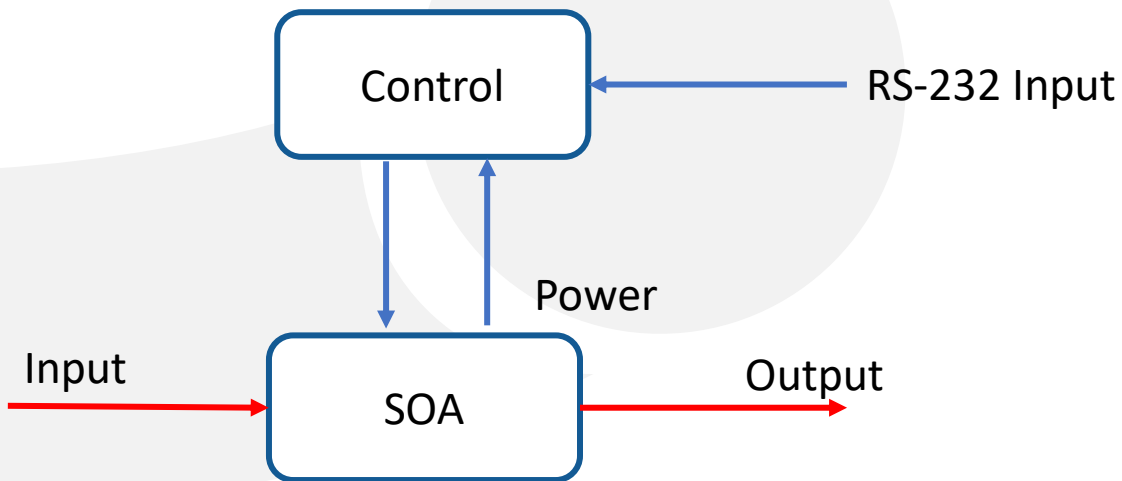 Control
RS-232 Input
Power
Input
Output
SOA